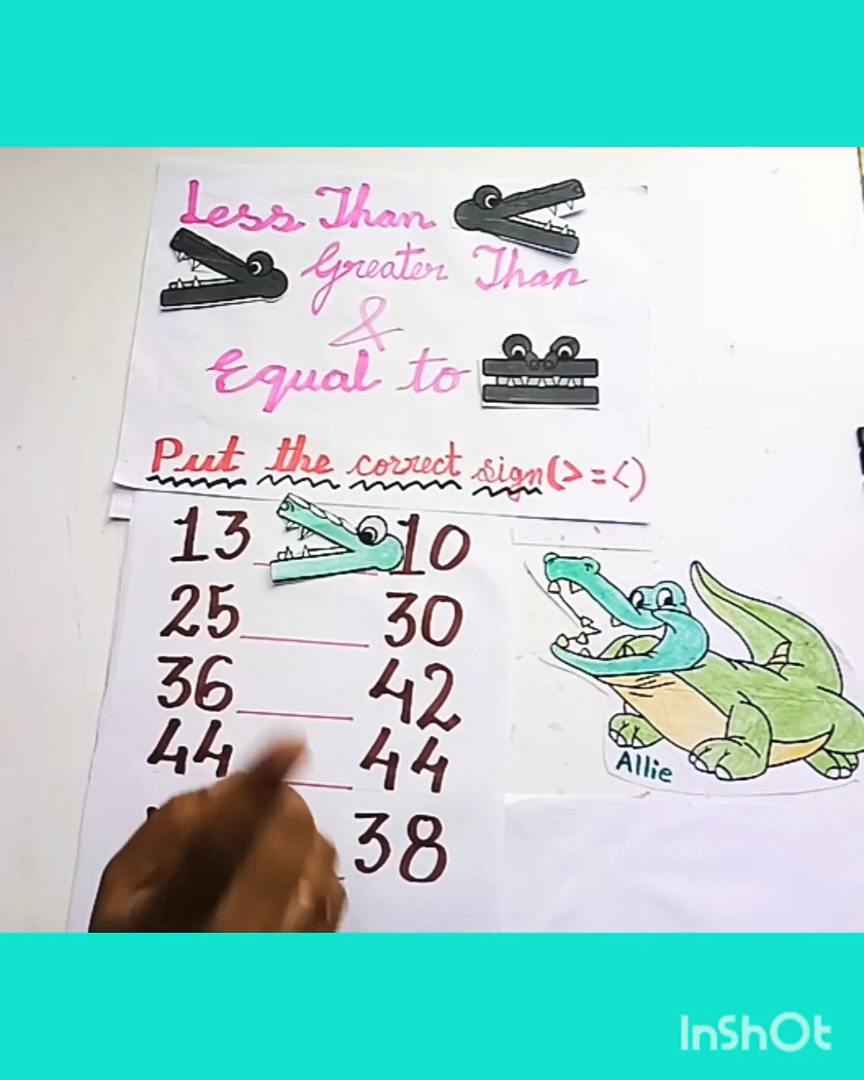 Less Than
Greater Than
&
Equal to
Put the correct sign(> = <)
13 10
25 30
36 42
44 44
38
Allie
InShOt